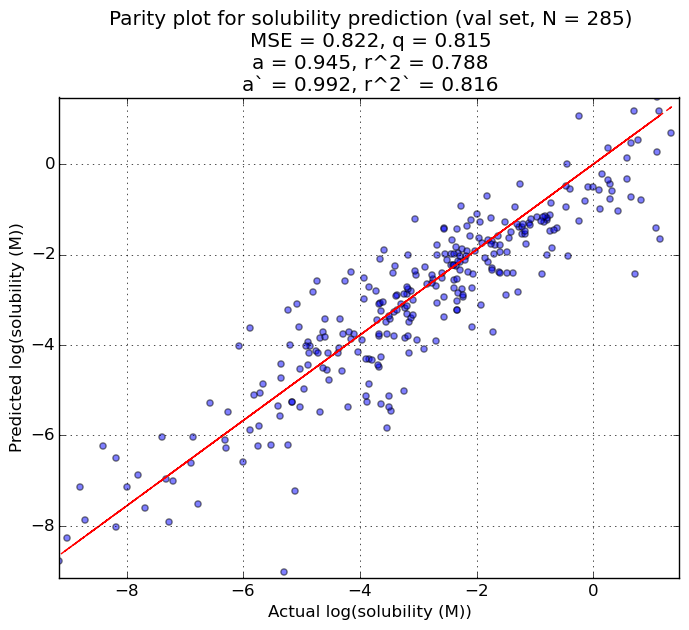 Parity plot for solubility prediction (val set, N = 285)
MSE = 0.822, q = 0.815
a = 0.945, r^2 = 0.788
a` = 0.992, r^2` = 0.816
Predicted log(solubility (M))
0
−2
−4
−6
−8
−8 −6 −4 −2 0
Actual log(solubility (M))